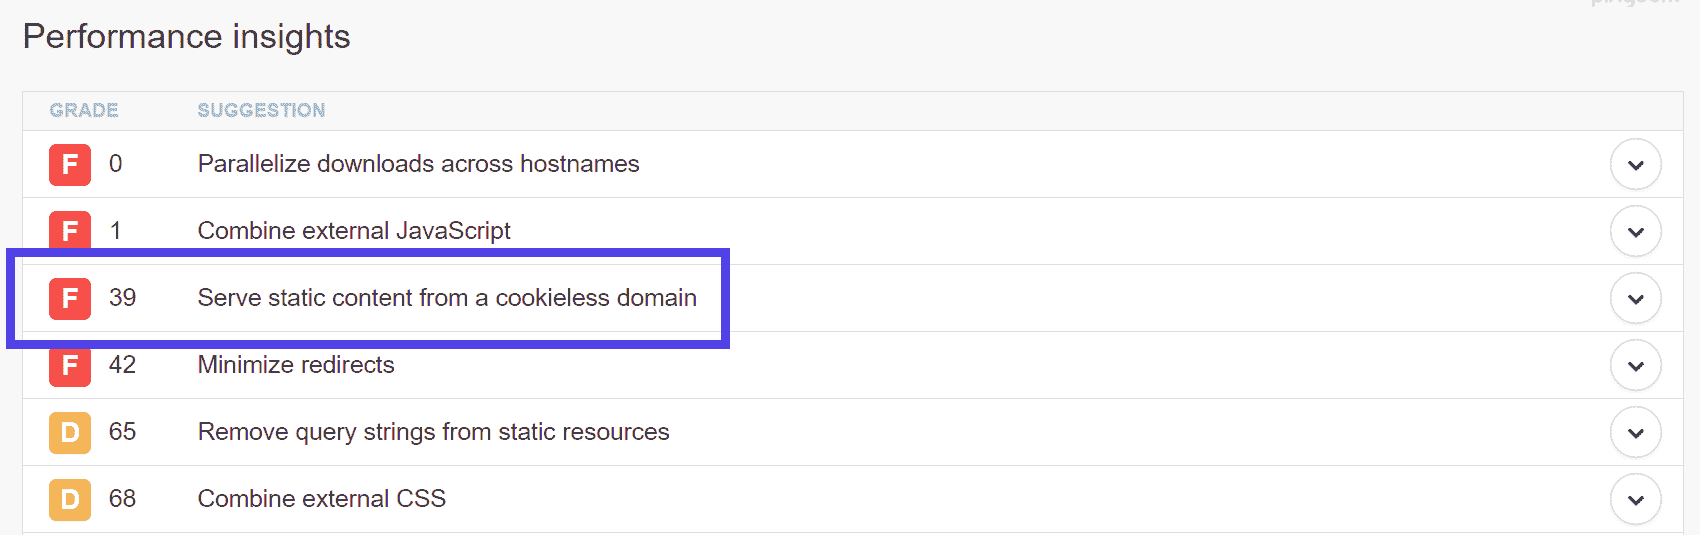 Performance insights
GRADE SUGGESTION
F 0 Parallelize downloads across hostnames
F 1 Combine external JavaScript
F 39 Serve static content from a cookieless domain
F 42 Minimize redirects
D 65 Remove query strings from static resources
D 68 Combine external CSS